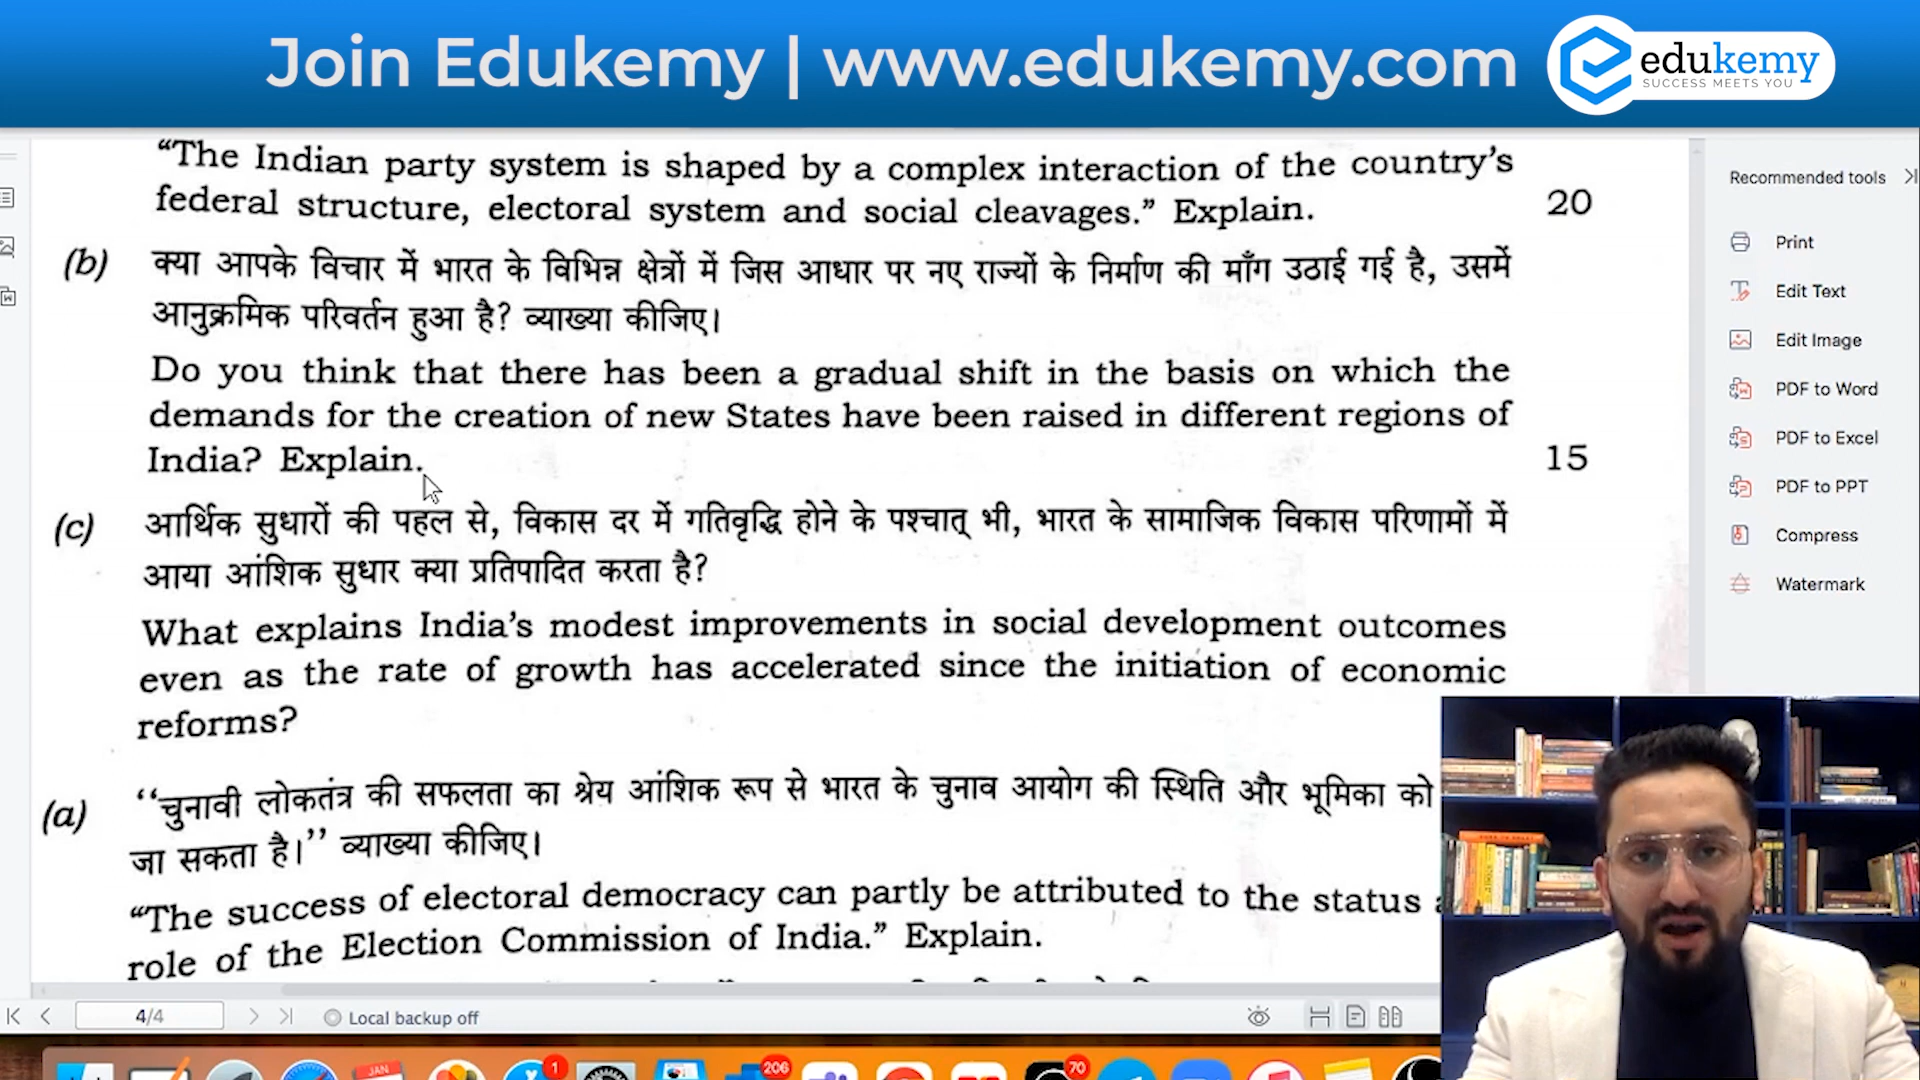 Join Edukemy | www.edukemy.com
edukemy
SUCCESS MEETS YOU
“The Indian party system is shaped by a complex interaction of the country’s
federal structure, electoral system and social cleavages.” Explain.
20
(b) क्या आपके विचार में भारत के विभिन्न क्षेत्रों में जिस आधार पर नए राज्यों के निर्माण की माँग उठाई गई है, उसमें
आनुक्रमिक परिवर्तन हुआ है? व्याख्या कीजिए।
Do you think that there has been a gradual shift in the basis on which the
demands for the creation of new States have been raised in different regions of
India? Explain.
15
(c) आर्थिक सुधारों की पहल से, विकास दर में गतिवृद्धि होने के पश्चात् भी, भारत के सामाजिक विकास परिणामों में
आया आंशिक सुधार क्या प्रतिपादित करता है?
What explains India’s modest improvements in social development outcomes
even as the rate of growth has accelerated since the initiation of economic
reforms?
(a) ‘‘चुनावी लोकतंत्र की सफलता का श्रेय आंशिक रूप से भारत के चुनाव आयोग की स्थिति और भूमिका को
जा सकता है।’’ व्याख्या कीजिए।
“The success of electoral democracy can partly be attributed to the status
role of the Election Commission of India.” Explain.
Recommended tools
Print
Edit Text
Edit Image
PDF to Word
PDF to Excel
PDF to PPT
Compress
Watermark
4/4
Local backup off
JAN
1
206
70